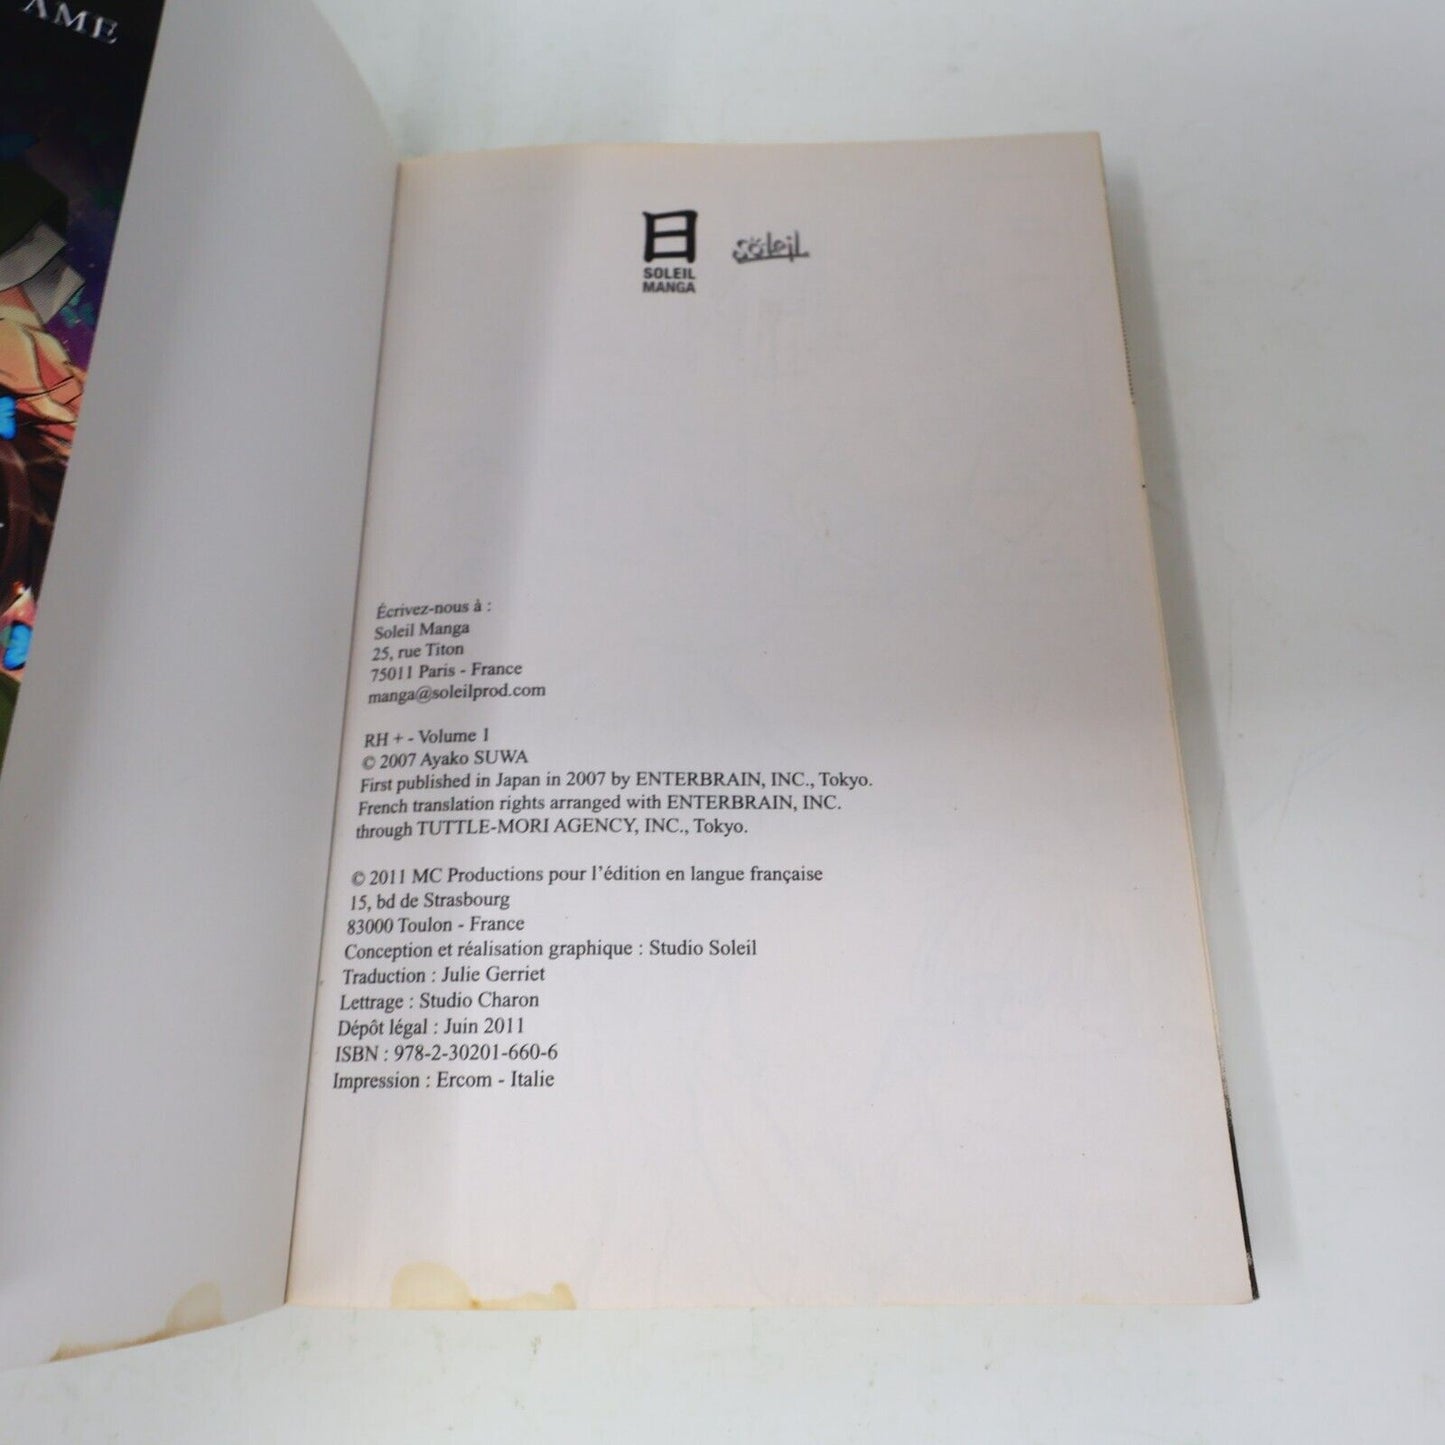 AME
日
SOLEIL
MANGA
soleil
Écrivez-nous à :
Soleil Manga
25, rue Titon
75011 Paris - France
manga@soleilprod.com
RH + - Volume 1
© 2007 Ayako SUWA
First published in Japan in 2007 by ENTERBRAIN, INC., Tokyo.
French translation rights arranged with ENTERBRAIN, INC.
through TUTTLE-MORI AGENCY, INC., Tokyo.
© 2011 MC Productions pour l'édition en langue française
15, bd de Strasbourg
83000 Toulon - France
Conception et réalisation graphique : Studio Soleil
Traduction : Julie Gerriet
Lettrage : Studio Charon
Dépôt légal : Juin 2011
ISBN : 978-2-30201-660-6
Impression : Ercom - Italie